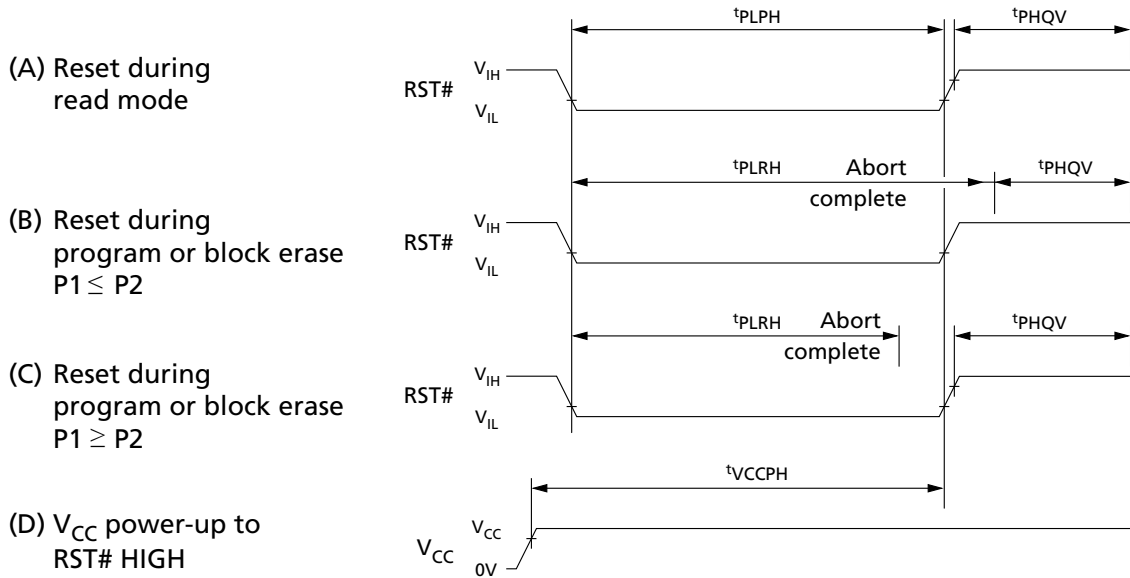 tPLPH tPHQV
(A) Reset during
read mode
RST# VIH
VIL
tPLRH Abort
complete tPHQV
(B) Reset during
program or block erase
P1 ≤ P2
RST# VIH
VIL
tPLRH Abort
complete tPHQV
(C) Reset during
program or block erase
P1 ≥ P2
RST# VIH
VIL
tVCCPH
(D) VCC power-up to
RST# HIGH
VCC VCC
0V